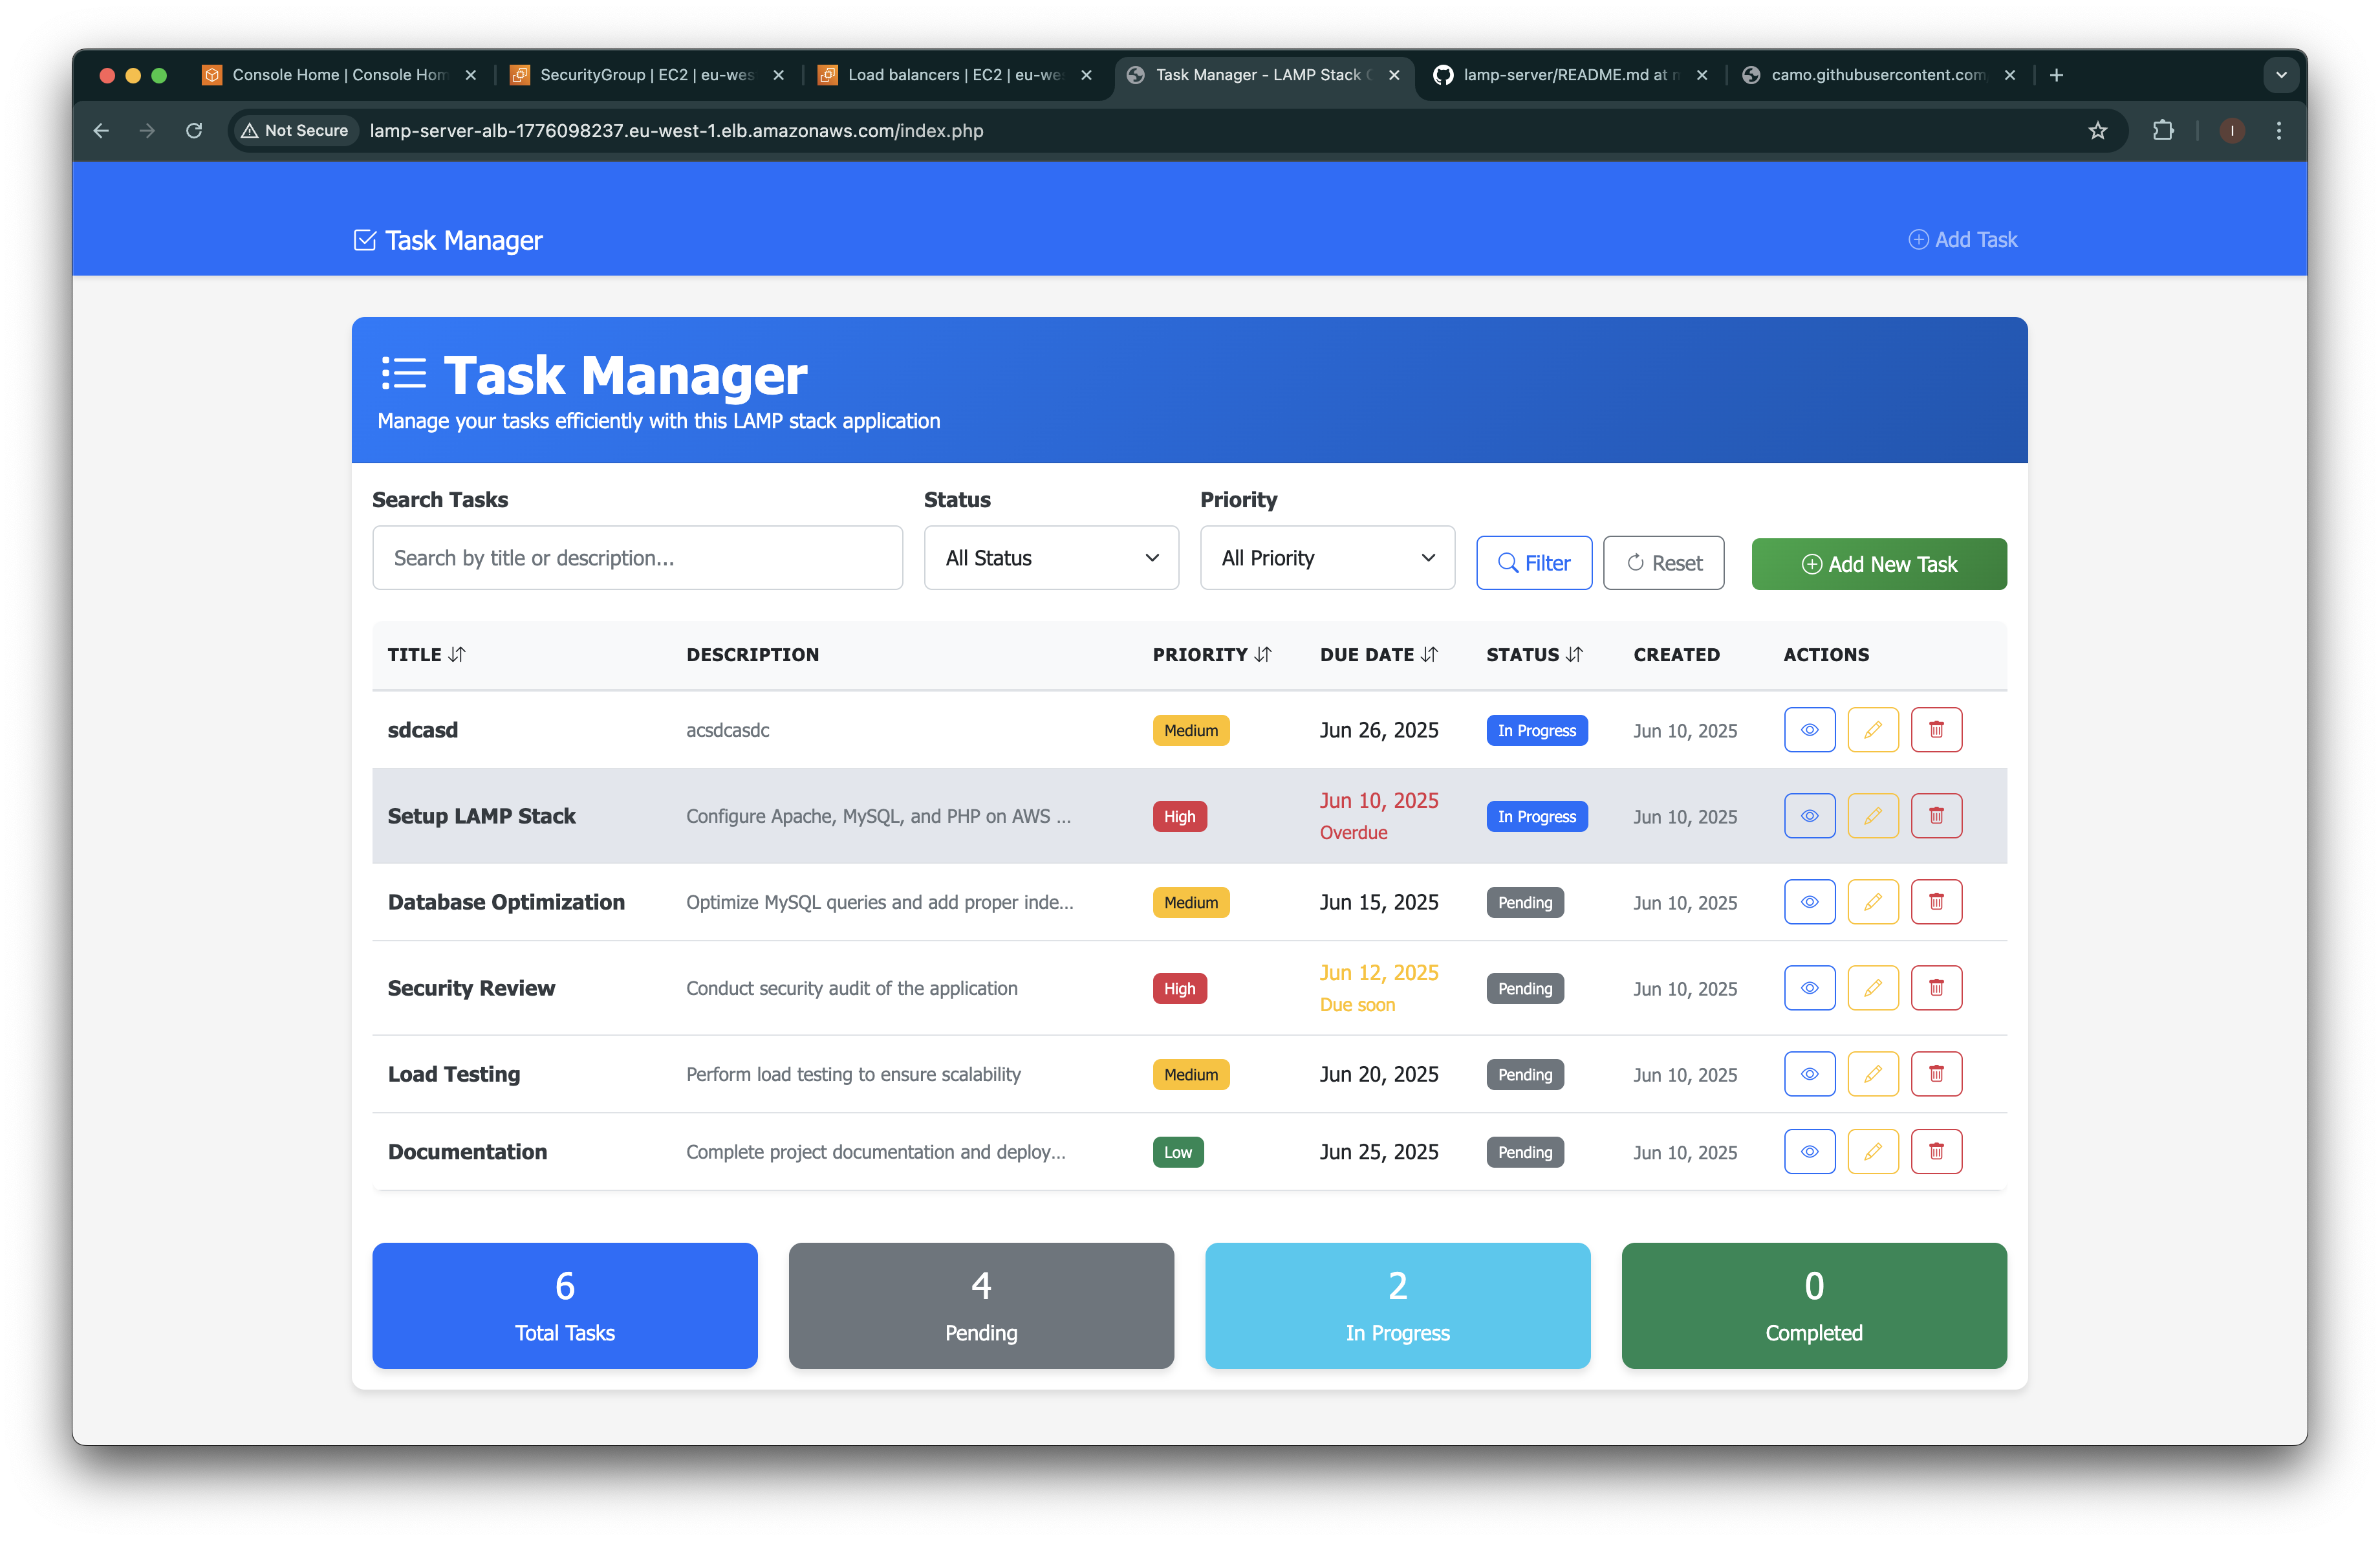 Console Home | Console Hom
SecurityGroup | EC2 | eu-wes
Load balancers | EC2 | eu-we
Task Manager - LAMP Stack
lamp-server/README.md at
camo.githubusercontent.com
Not Secure
lamp-server-alb-1776098237.eu-west-1.elb.amazonaws.com/index.php
I
Task Manager
Add Task
Task Manager
Manage your tasks efficiently with this LAMP stack application
Search Tasks
Status
Priority
Search by title or description...
All Status
All Priority
Filter
Reset
Add New Task
TITLE DESCRIPTION PRIORITY DUE DATE STATUS CREATED ACTIONS
sdcasd acsdcasdc Medium Jun 26, 2025 In Progress Jun 10, 2025
Setup LAMP Stack Configure Apache, MySQL, and PHP on AWS ... High Jun 10, 2025 In Progress Jun 10, 2025
Overdue
Database Optimization Optimize MySQL queries and add proper inde... Medium Jun 15, 2025 Pending Jun 10, 2025
Security Review Conduct security audit of the application High Jun 12, 2025 Pending Jun 10, 2025
Due soon
Load Testing Perform load testing to ensure scalability Medium Jun 20, 2025 Pending Jun 10, 2025
Documentation Complete project documentation and deploy... Low Jun 25, 2025 Pending Jun 10, 2025
6
Total Tasks
4
Pending
2
In Progress
0
Completed